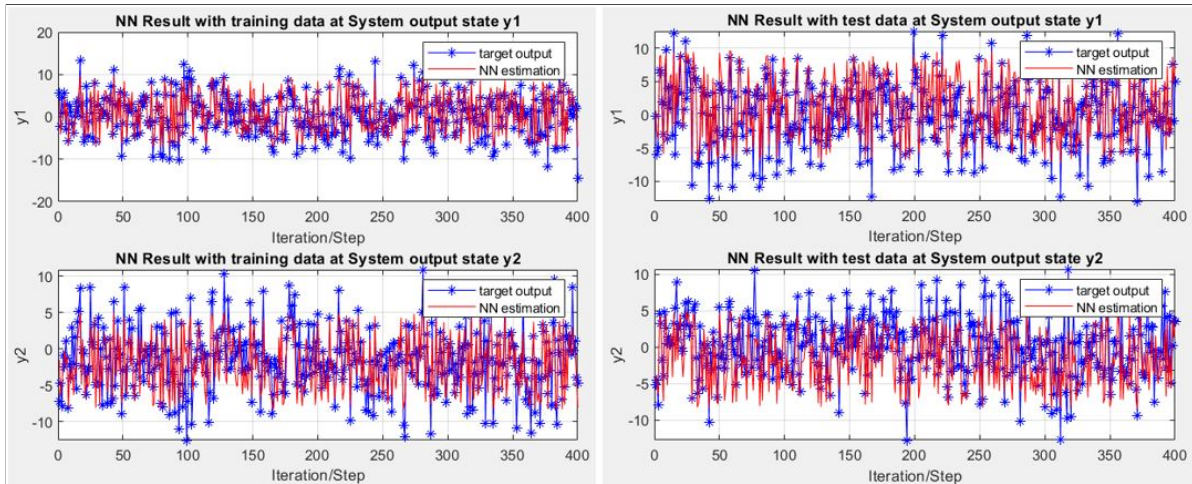 NN Result with training data at System output state y1
20
10
0
-10
-20
y1
target output
NN estimation
0 50 100 150 200 250 300 350 400
Iteration/Step
NN Result with test data at System output state y1
10
5
0
-5
-10
y1
target output
NN estimation
0 50 100 150 200 250 300 350 400
Iteration/Step
NN Result with training data at System output state y2
10
5
0
-5
-10
y2
target output
NN estimation
0 50 100 150 200 250 300 350 400
Iteration/Step
NN Result with test data at System output state y2
10
5
0
-5
-10
y2
target output
NN estimation
0 50 100 150 200 250 300 350 400
Iteration/Step